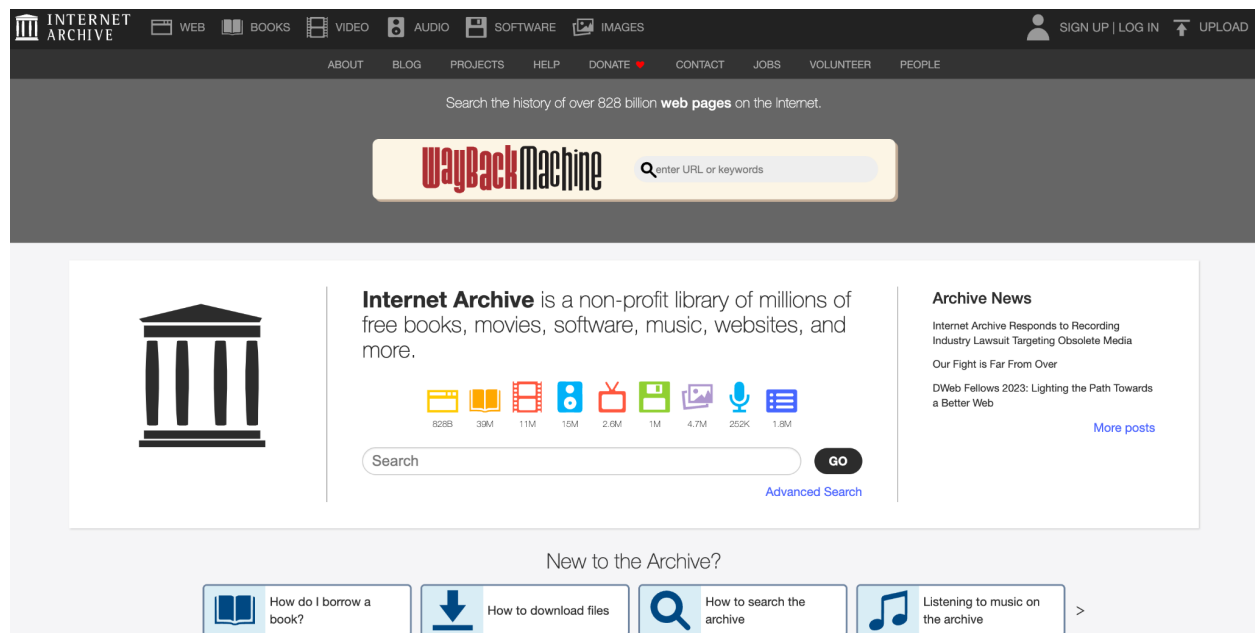 INTERNET
ARCHIVE
WEB BOOKS VIDEO AUDIO SOFTWARE IMAGES SIGN UP | LOG IN UPLOAD
ABOUT BLOG PROJECTS HELP DONATE CONTACT JOBS VOLUNTEER PEOPLE
Search the history of over 828 billion web pages on the Internet.
WayBackMachine
enter URL or keywords
Internet Archive is a non-profit library of millions of
free books, movies, software, music, websites, and
more.
828B 39M 11M 15M 2.6M 1M 4.7M 252K 1.8M
Search GO
Advanced Search
Archive News
Internet Archive Responds to Recording
Industry Lawsuit Targeting Obsolete Media
Our Fight is Far From Over
DWeb Fellows 2023: Lighting the Path Towards
a Better Web
More posts
New to the Archive?
How do I borrow a
book?
How to download files
How to search the
archive
Listening to music on
the archive
>